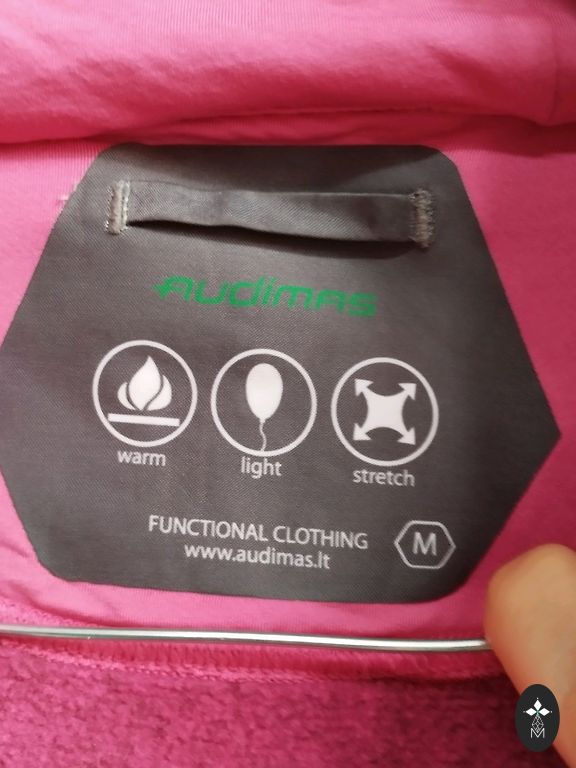 AUDIMAS
warm
light
stretch
FUNCTIONAL CLOTHING
www.audimas.lt
M
M